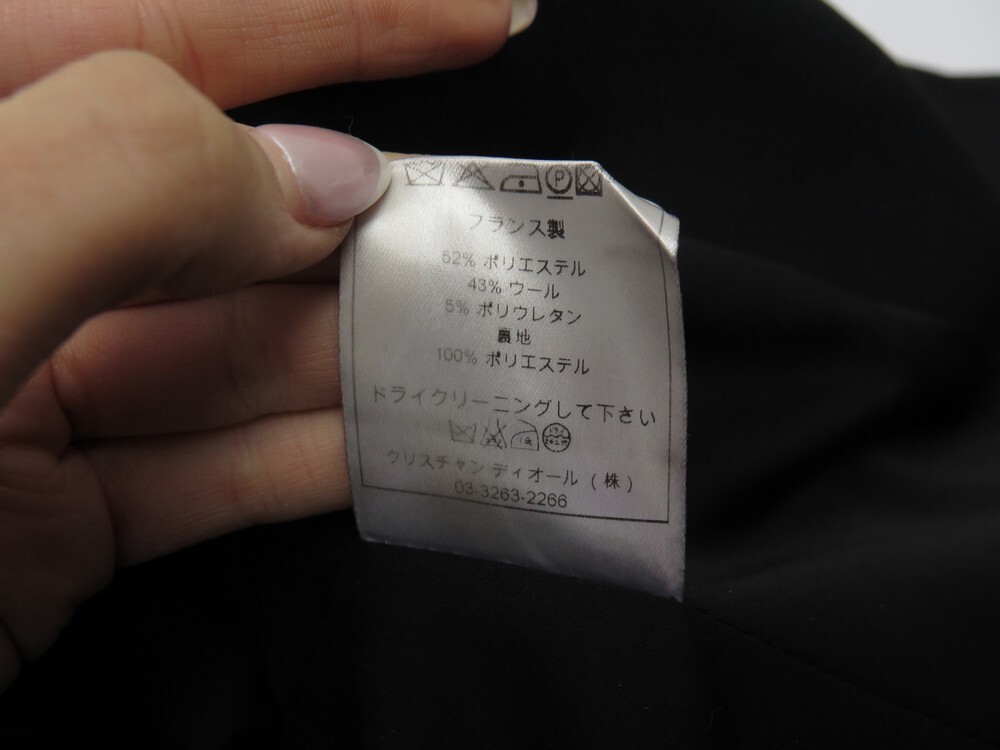 P
フランス製
52% ポリエステル
43% ウール
5% ポリウレタン
裏地
100% ポリエステル
ドライクリーニングして下さい
クリスチャン ディオール (株)
03-3263-2266